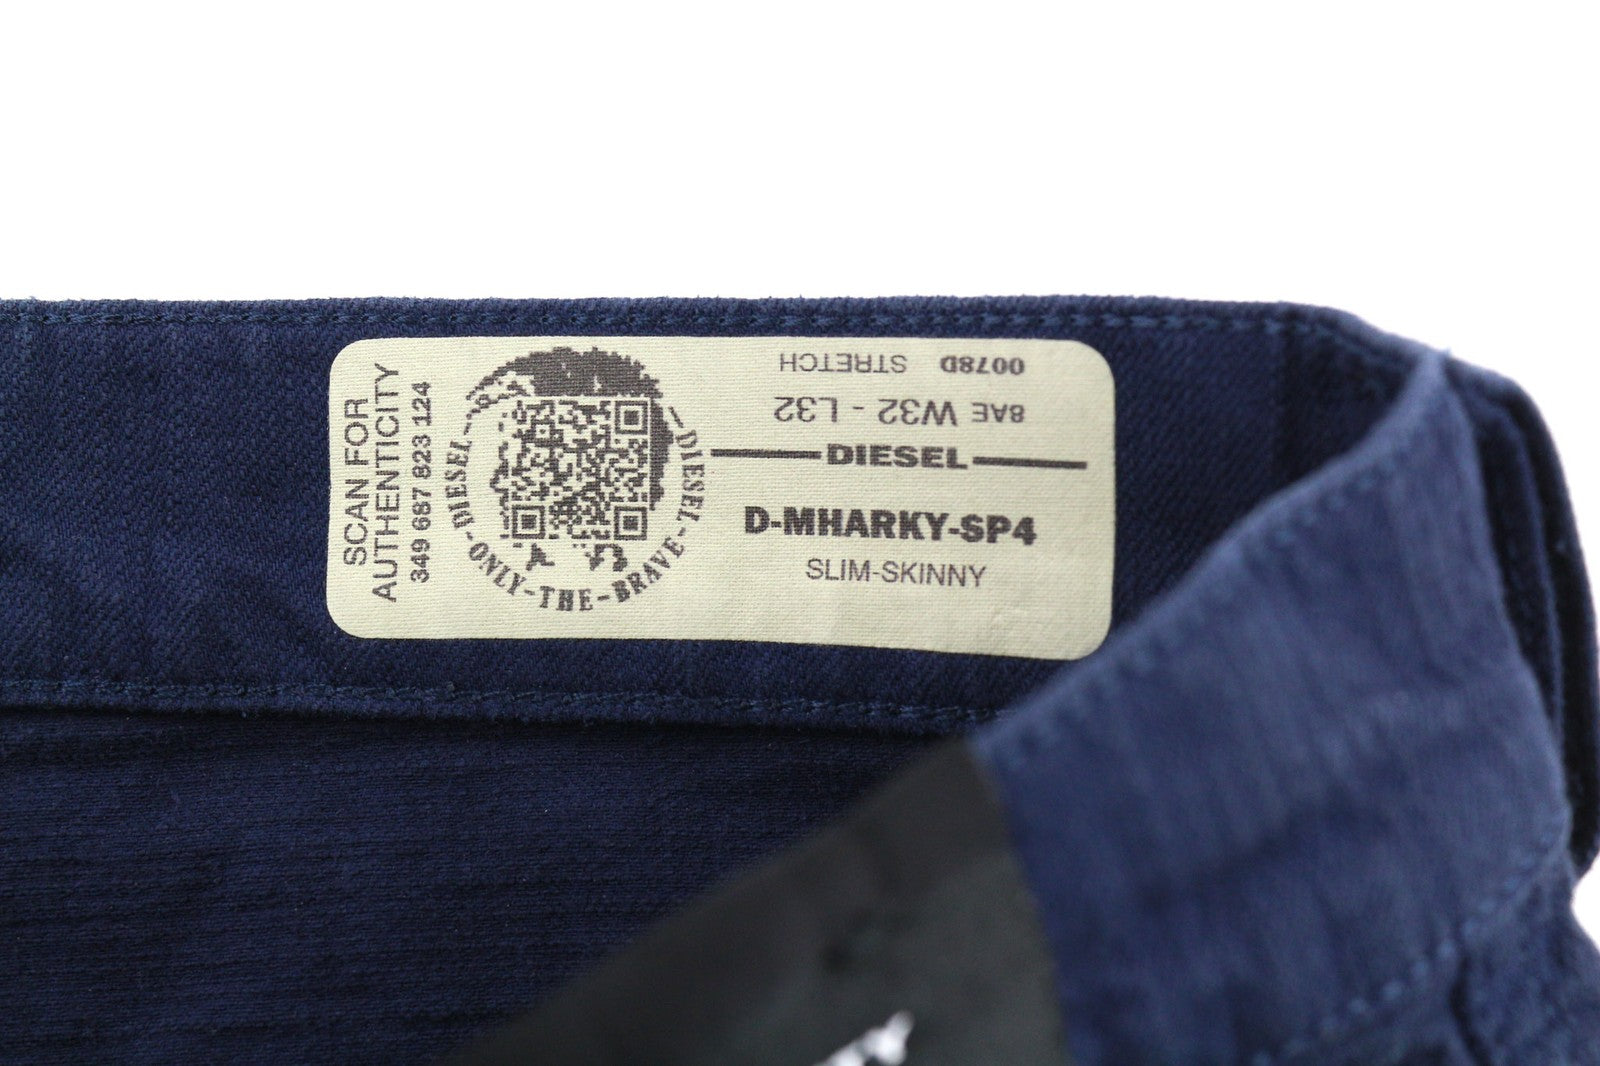 SCAN FOR
AUTHENTICITY
349 687 823 124
DIESEL-ONLY-THE-BRAVE-DIESEL
0078D STRETCH
8AE W32 - L32
DIESEL
D-MHARKY-SP4
SLIM-SKINNY